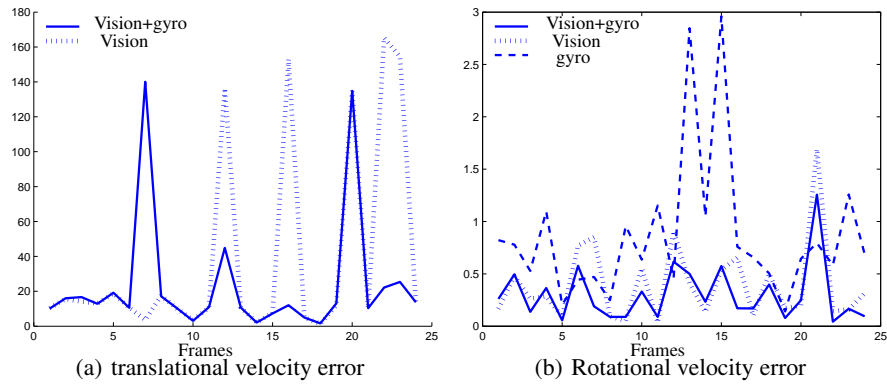 180
160
140
120
100
80
60
40
20
0
Vision+gyro
Vision
0 5 10 15 20 25
Frames
(a) translational velocity error
3
2.5
2
1.5
1
0.5
0
Vision+gyro
Vision
gyro
0 5 10 15 20 25
Frames
(b) Rotational velocity error